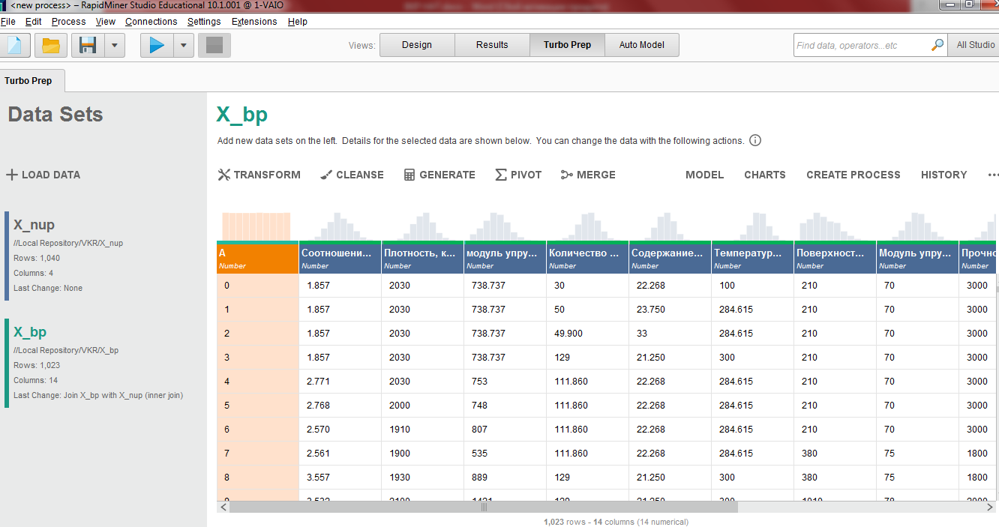 <new process> – RapidMiner Studio Educational 10.1.001 @ 1-VAIO
File Edit Process View Connections Settings Extensions Help
Views: Design Results Turbo Prep Auto Model Find data, operators...etc All Studio
Turbo Prep
Data Sets
LOAD DATA
X_nup
//Local Repository/VKR/X_nup
Rows: 1,040
Columns: 4
Last Change: None
X_bp
//Local Repository/VKR/X_bp
Rows: 1,023
Columns: 14
Last Change: Join X_bp with X_nup (inner join)
X_bp
Add new data sets on the left. Details for the selected data are shown below. You can change the data with the following actions.
TRANSFORM CLEANSE GENERATE PIVOT MERGE MODEL CHARTS CREATE PROCESS HISTORY ...
A Соотношени... Плотность, к... модуль упру... Количество ... Содержание... Температур... Поверхност... Модуль упру... Прочно
Number Number Number Number Number Number Number Number Number Number
0 1.857 2030 738.737 30 22.268 100 210 70 3000
1 1.857 2030 738.737 50 23.750 284.615 210 70 3000
2 1.857 2030 738.737 49.900 33 284.615 210 70 3000
3 1.857 2030 738.737 129 21.250 300 210 70 3000
4 2.771 2030 753 111.860 22.268 284.615 210 70 3000
5 2.768 2000 748 111.860 22.268 284.615 210 70 3000
6 2.570 1910 807 111.860 22.268 284.615 210 70 3000
7 2.561 1900 535 111.860 22.268 284.615 380 75 1800
8 3.557 1930 889 129 21.250 300 380 75 1800
1,023 rows - 14 columns (14 numerical)